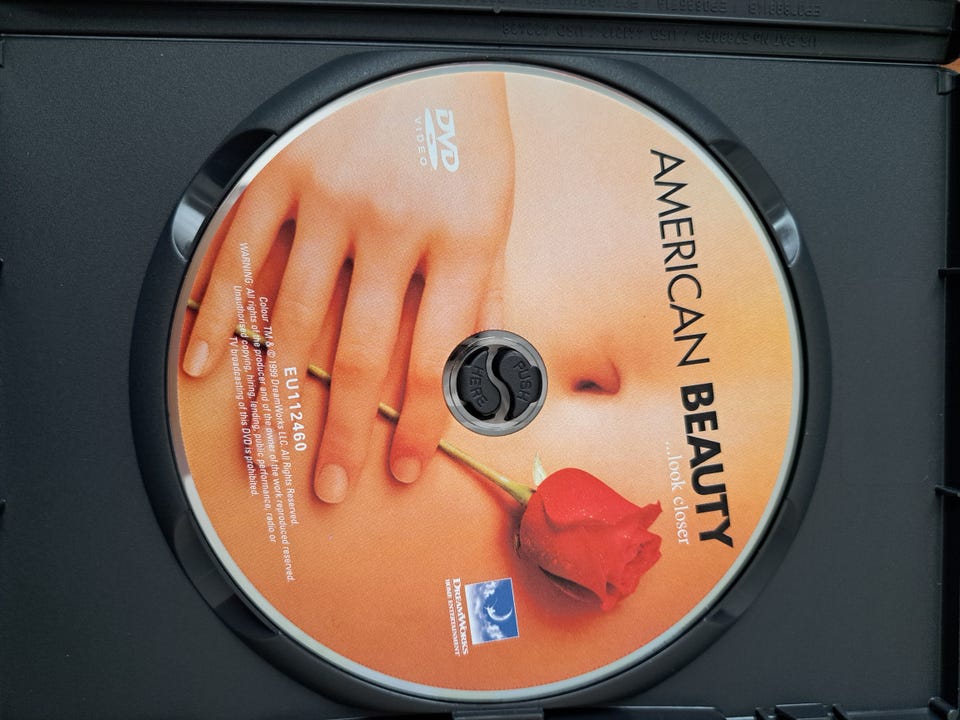 AMERICAN BEAUTY
...look closer
DVD
VIDEO
PUSH
HERE
EU112460
Colour TM & © 1999 DreamWorks LLC. All Rights Reserved.
WARNING: All rights of the producer and of the owner of the work reproduced reserved.
Unauthorised copying, hiring, lending, public performance, radio or
TV broadcasting of this DVD is prohibited.
DREAMWORKS
HOME ENTERTAINMENT